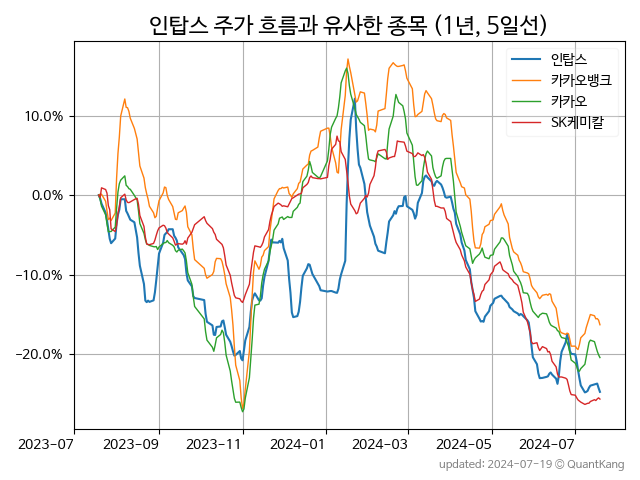 인탑스 주가 흐름과 유사한 종목 (1년, 5일선)
인탑스
카카오뱅크
카카오
SK케미칼
10.0%
0.0%
−10.0%
−20.0%
2023-07 2023-09 2023-11 2024-01 2024-03 2024-05 2024-07
updated: 2024-07-19 © QuantKang